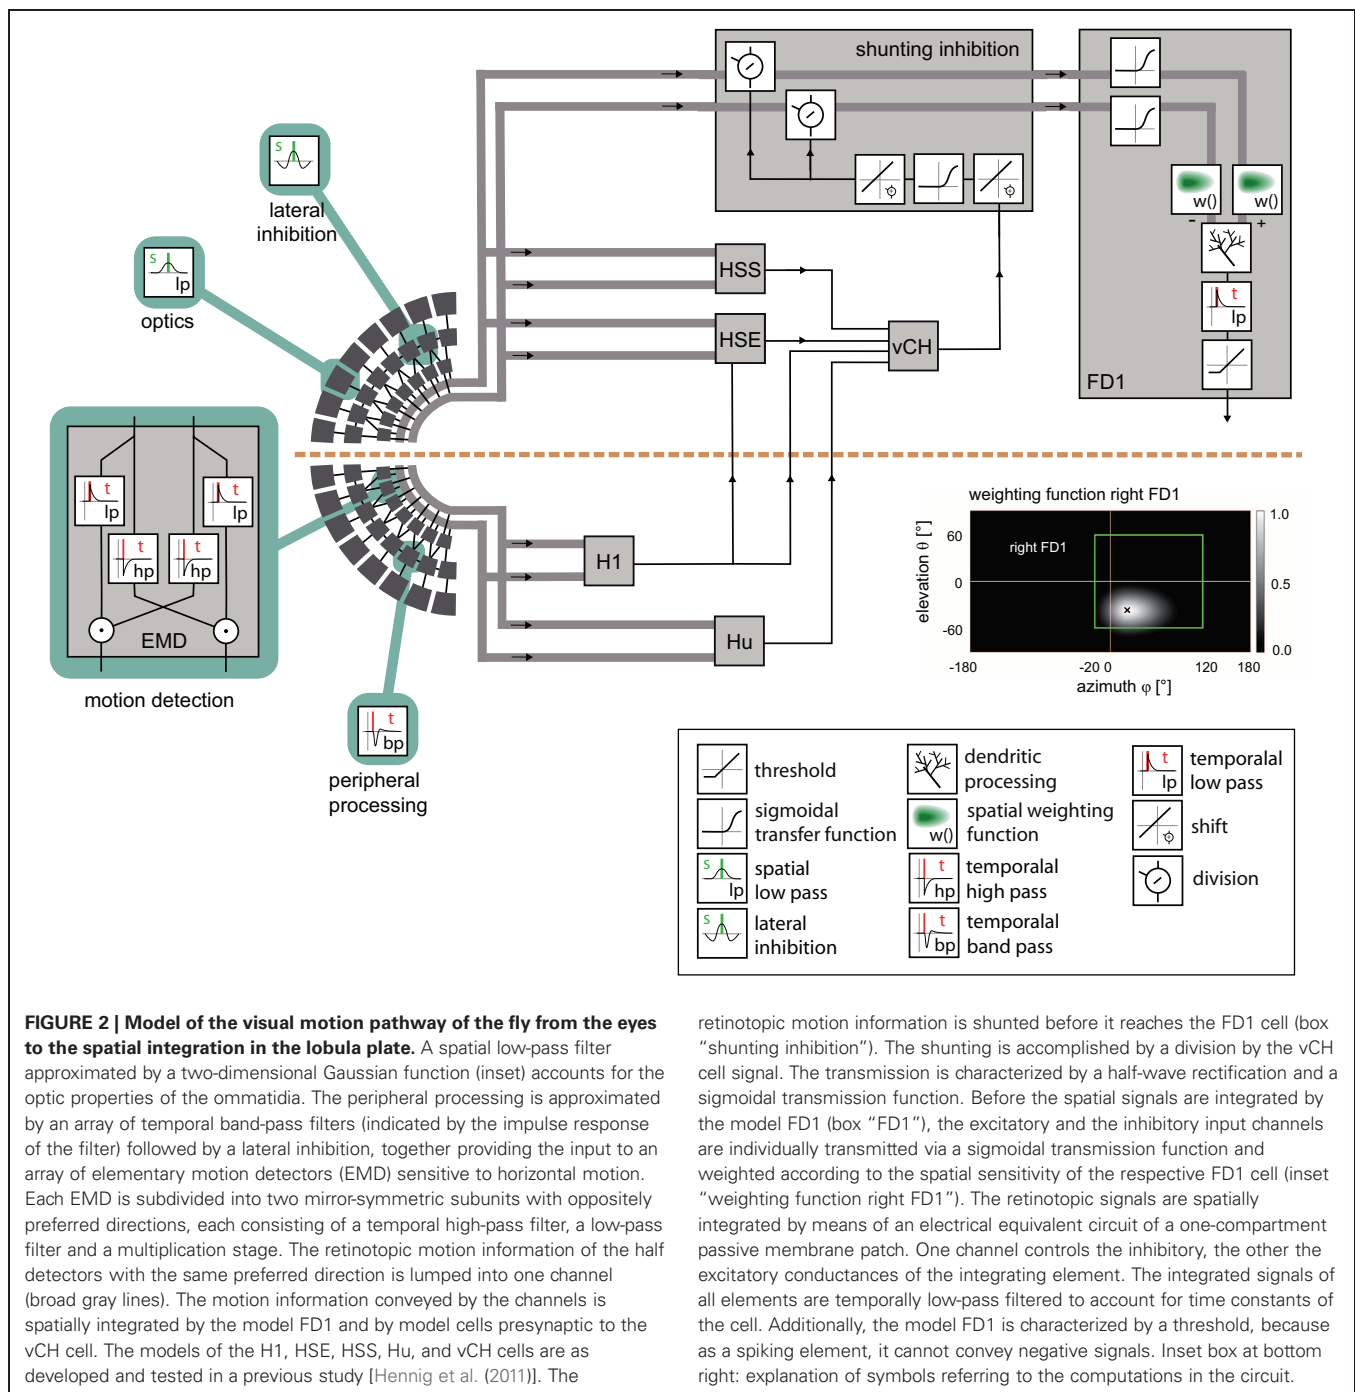 shunting inhibition
S
lateral
inhibition
S
lp
optics
w()
w()
-
+
t
lp
FD1
HSS
HSE
vCH
t
lp
t
lp
t
hp
t
hp
EMD
motion detection
H1
Hu
t
bp
peripheral
processing
weighting function right FD1
right FD1
elevation θ [°]
60
0
-60
-180
-20
0
120
180
azimuth φ [°]
1.0
0.5
0.0
threshold
sigmoidal
transfer function
S
lp
spatial
low pass
S
lateral
inhibition
dendritic
processing
w()
spatial weighting
function
t
hp
temporalal
high pass
t
bp
temporalal
band pass
t
lp
temporalal
low pass
shift
division
FIGURE 2 | Model of the visual motion pathway of the fly from the eyes
to the spatial integration in the lobula plate. A spatial low-pass filter
approximated by a two-dimensional Gaussian function (inset) accounts for the
optic properties of the ommatidia. The peripheral processing is approximated
by an array of temporal band-pass filters (indicated by the impulse response
of the filter) followed by a lateral inhibition, together providing the input to an
array of elementary motion detectors (EMD) sensitive to horizontal motion.
Each EMD is subdivided into two mirror-symmetric subunits with oppositely
preferred directions, each consisting of a temporal high-pass filter, a low-pass
filter and a multiplication stage. The retinotopic motion information of the half
detectors with the same preferred direction is lumped into one channel
(broad gray lines). The motion information conveyed by the channels is
spatially integrated by the model FD1 and by model cells presynaptic to the
vCH cell. The models of the H1, HSE, HSS, Hu, and vCH cells are as
developed and tested in a previous study [Hennig et al. (2011)]. The
retinotopic motion information is shunted before it reaches the FD1 cell (box
“shunting inhibition”). The shunting is accomplished by a division by the vCH
cell signal. The transmission is characterized by a half-wave rectification and a
sigmoidal transmission function. Before the spatial signals are integrated by
the model FD1 (box “FD1”), the excitatory and the inhibitory input channels
are individually transmitted via a sigmoidal transmission function and
weighted according to the spatial sensitivity of the respective FD1 cell (inset
“weighting function right FD1”). The retinotopic signals are spatially
integrated by means of an electrical equivalent circuit of a one-compartment
passive membrane patch. One channel controls the inhibitory, the other the
excitatory conductances of the integrating element. The integrated signals of
all elements are temporally low-pass filtered to account for time constants of
the cell. Additionally, the model FD1 is characterized by a threshold, because
as a spiking element, it cannot convey negative signals. Inset box at bottom
right: explanation of symbols referring to the computations in the circuit.